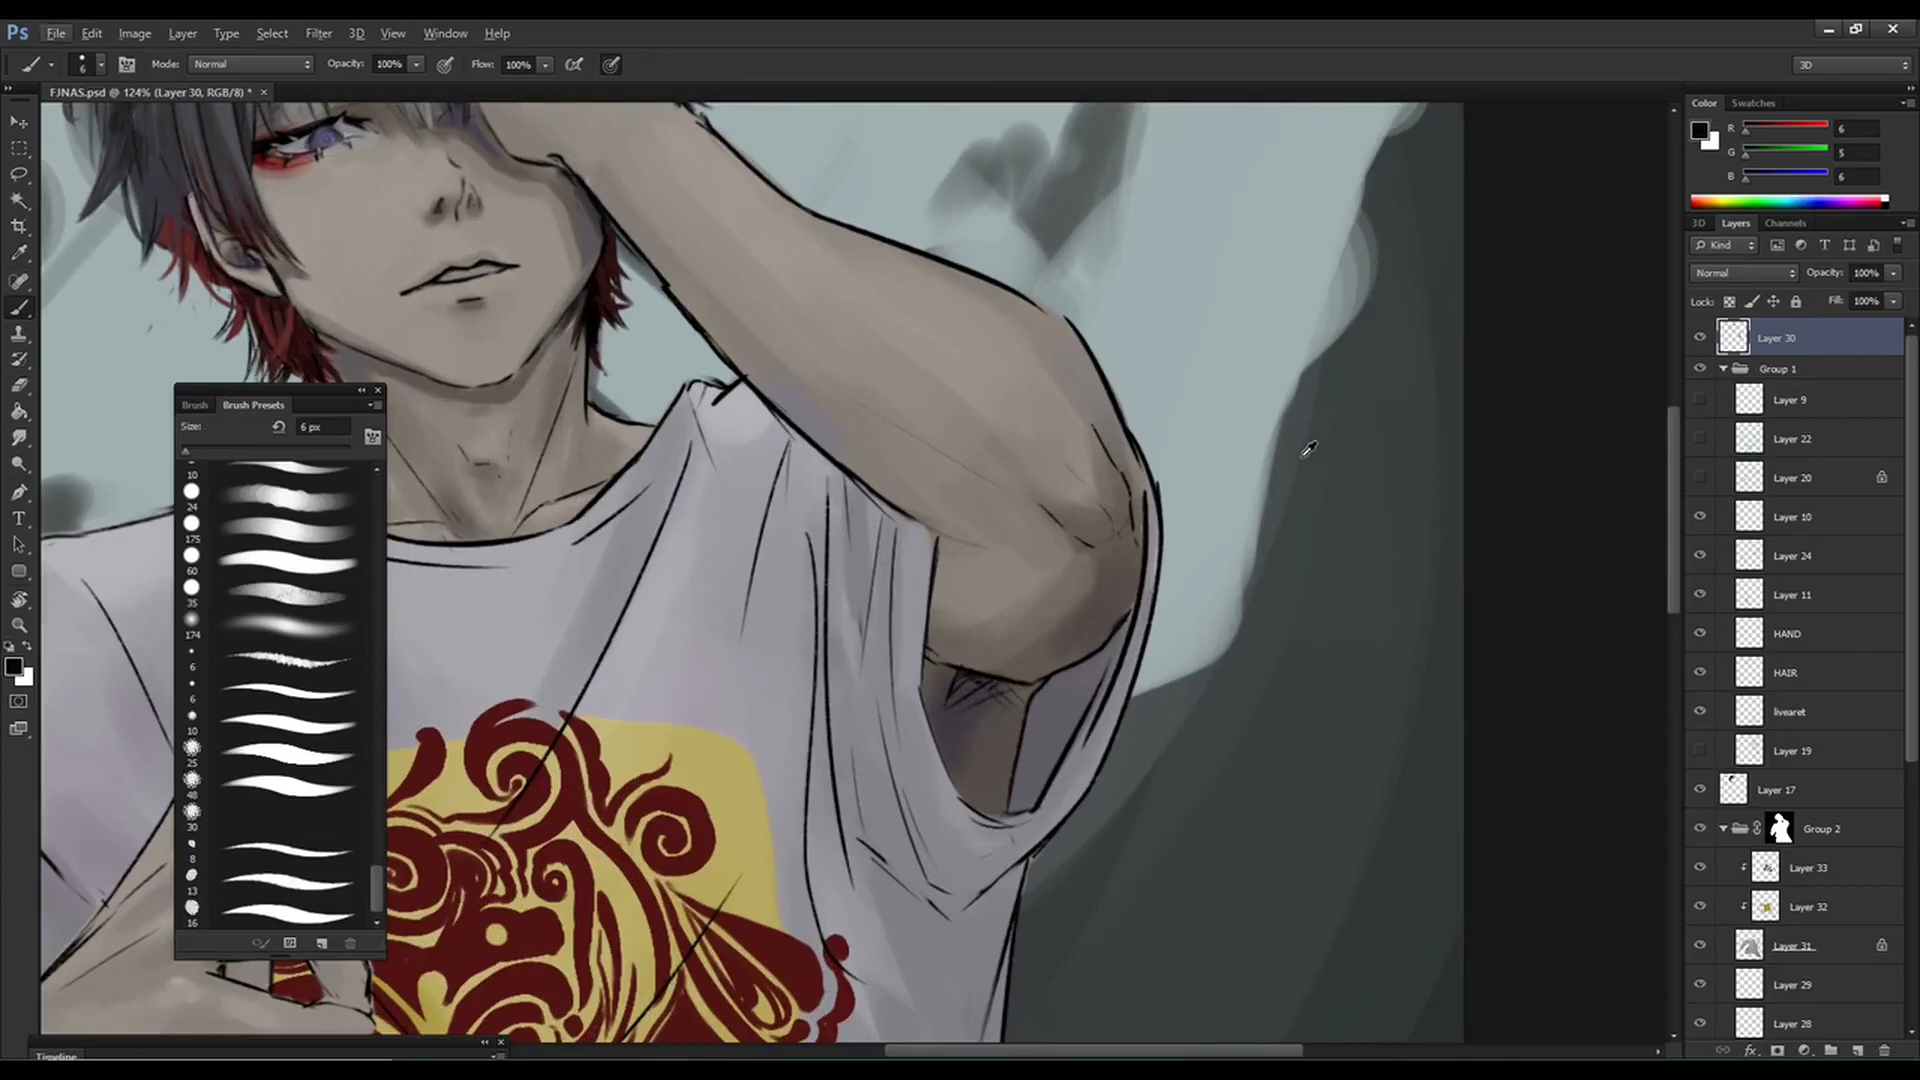 Ps File Edit Image Layer Type Select Filter 3D View Window Help
6 Mode: Normal Opacity: 100% Flow: 100% 3D
FJNAS.psd @ 124% (Layer 30, RGB/8) *
Color Swatches
R 6
G 5
B 6
3D Layers Channels
Kind
Normal Opacity: 100%
Lock: Fill: 100%
Layer 30
Group 1
Layer 9
Layer 22
Layer 20
Layer 10
Layer 24
Layer 11
HAND
HAIR
livearet
Layer 19
Layer 17
Group 2
Layer 33
Layer 32
Layer 31
Layer 29
Layer 28
Brush Brush Presets
Size: 6 px
10
24
175
60
35
174
6
6
10
25
48
30
8
13
16
Timeline